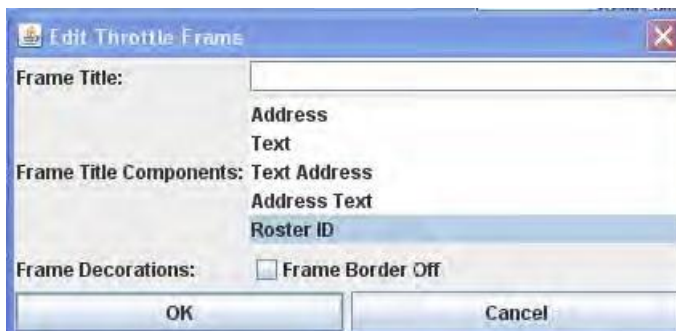 Edit Throttle Frame
Frame Title:
Address
Text
Frame Title Components: Text Address
Address Text
Roster ID
Frame Decorations: Frame Border Off
OK Cancel